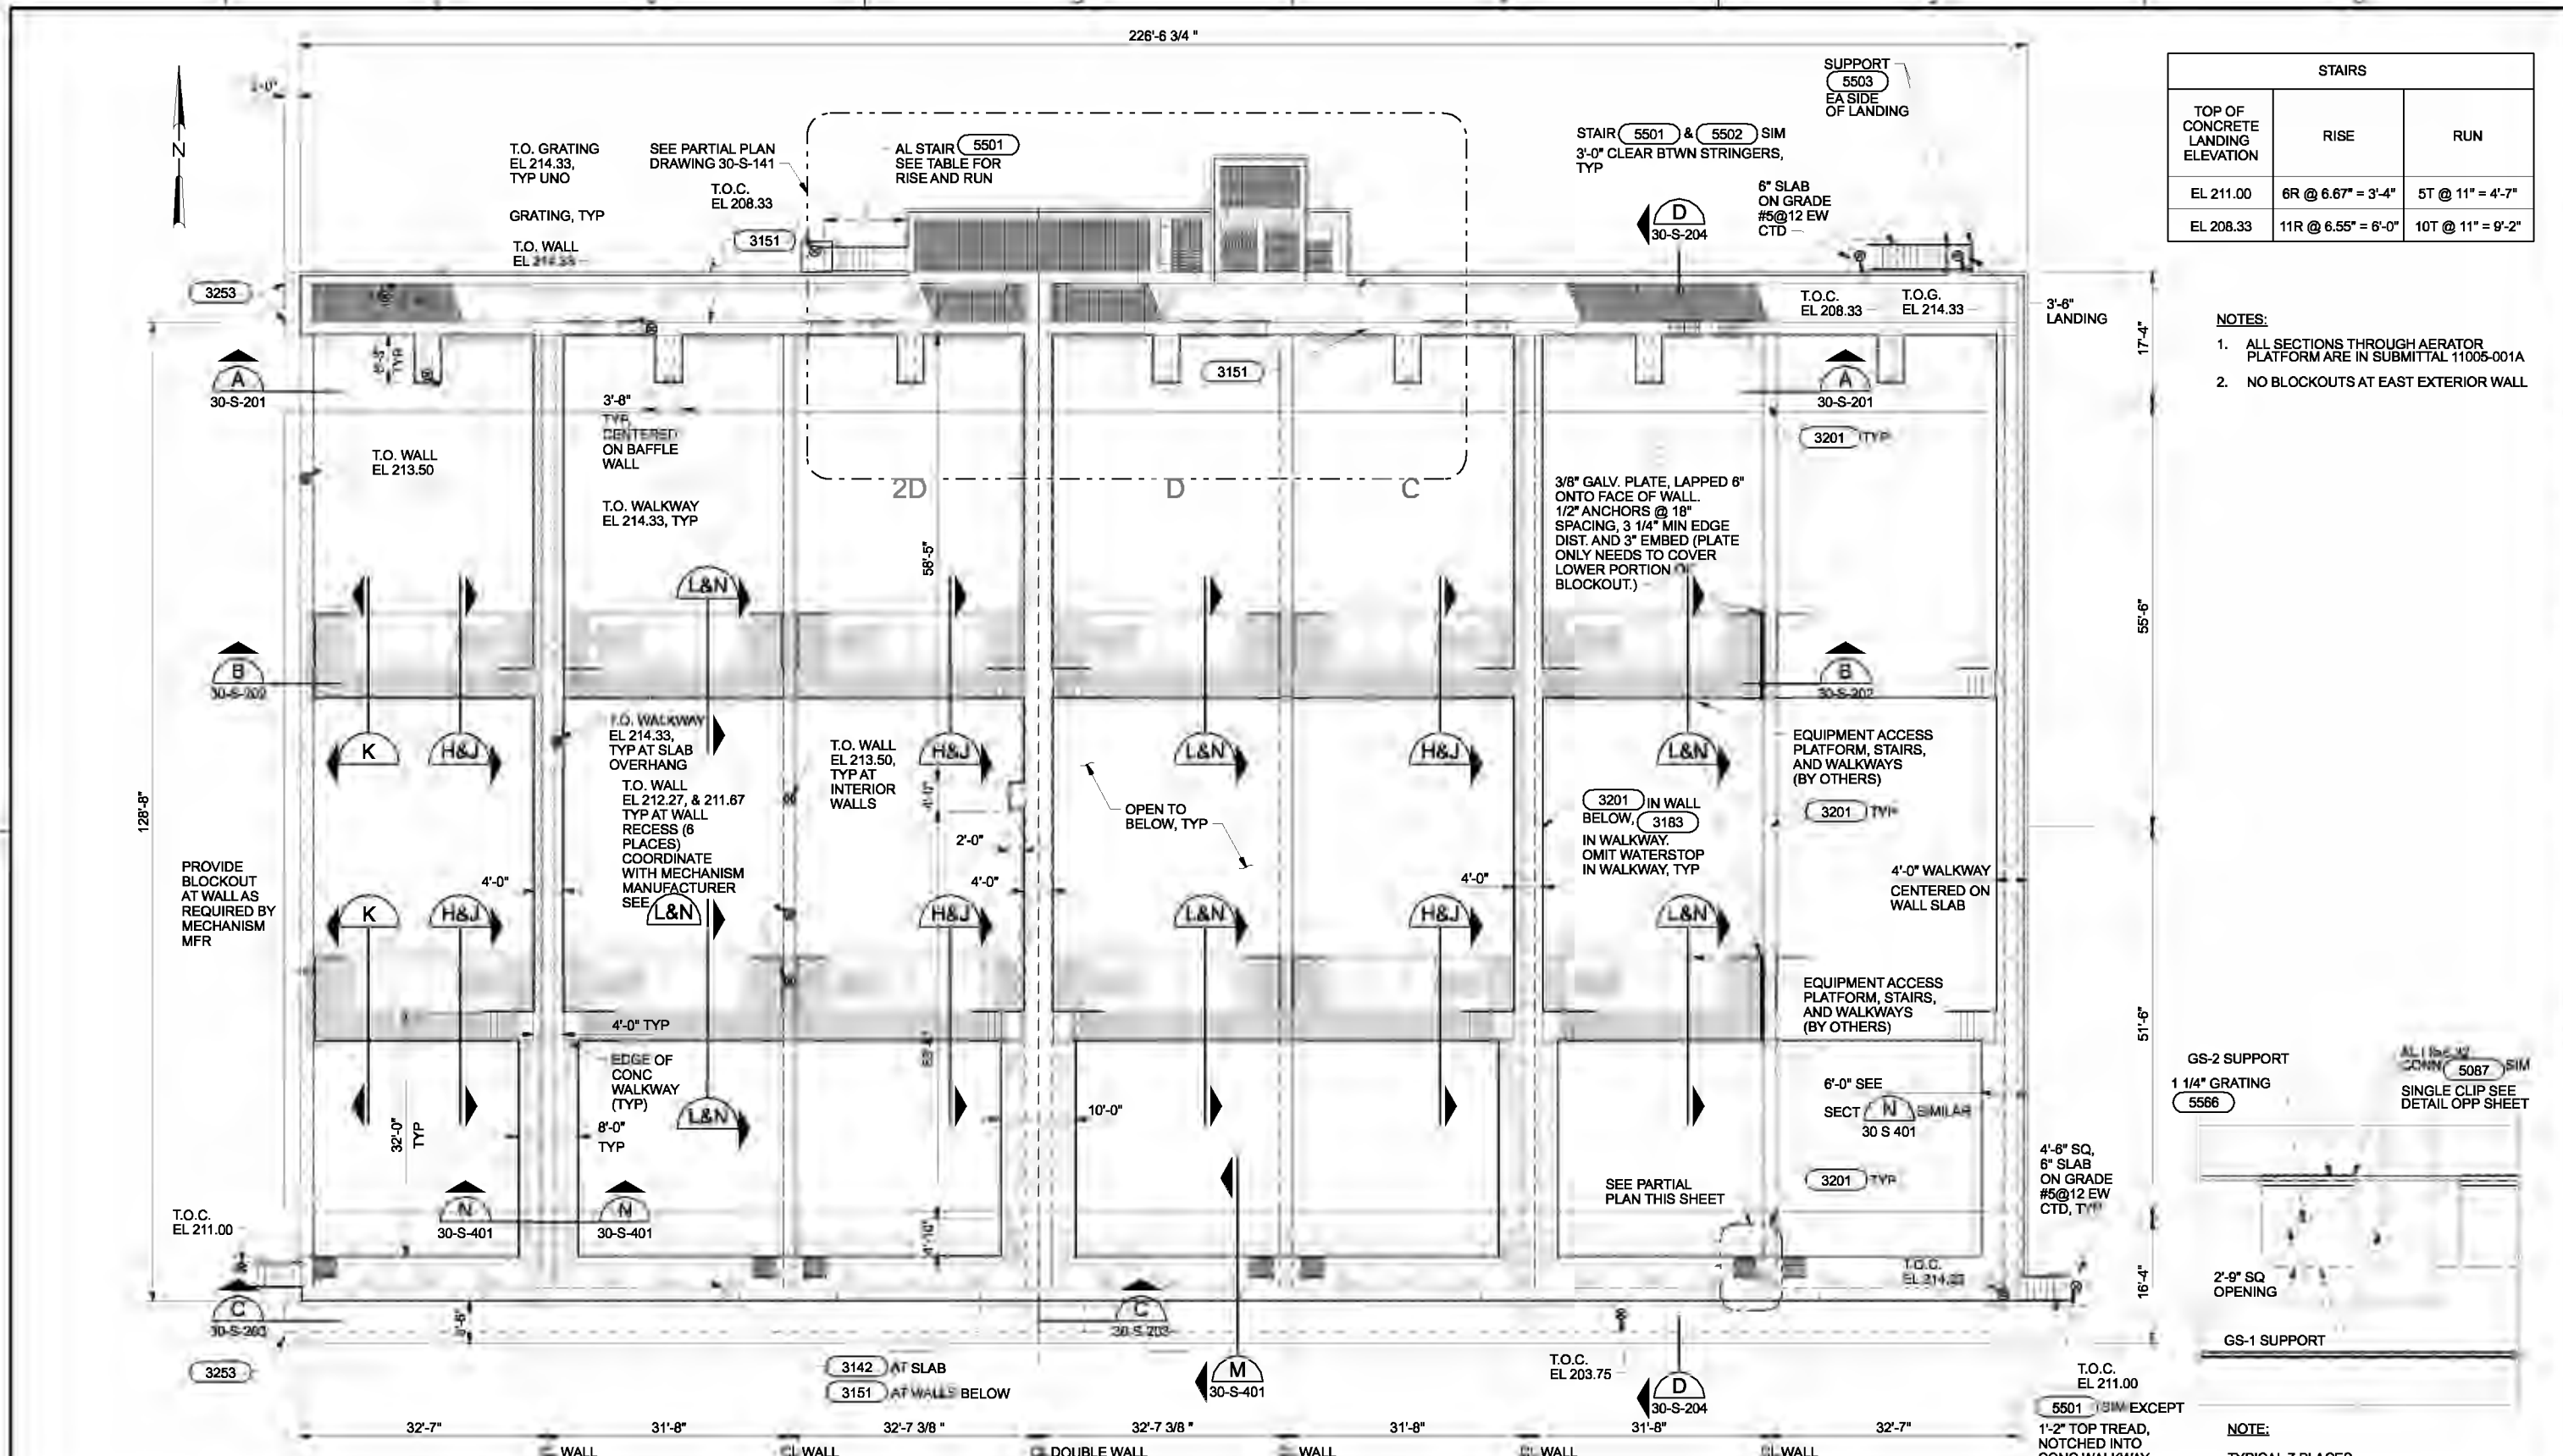 226'-6 3/4 "
N
T.O. GRATING
EL 214.33,
TYP UNO
GRATING, TYP
T.O. WALL
SEE PARTIAL PLAN
DRAWING 30-S-141
T.O.C.
EL 208.33
3151
AL STAIR 5501
SEE TABLE FOR
RISE AND RUN
STAIR 5501 & 5502 SIM
3'-0" CLEAR BTWN STRINGERS,
TYP
SUPPORT
5503
EA SIDE
OF LANDING
6" SLAB
ON GRADE
#5@12 EW
CTD
D
30-S-204
STAIRS
TOP OF
CONCRETE
LANDING
ELEVATION
RISE
RUN
EL 211.00
6R @ 6.67" = 3'-4"
5T @ 11" = 4'-7"
EL 208.33
11R @ 6.55" = 6'-0"
10T @ 11" = 9'-2"
3253
T.O.C.
EL 208.33
T.O.G.
EL 214.33
3'-6"
LANDING
17'-4"
NOTES:
1. ALL SECTIONS THROUGH AERATOR
PLATFORM ARE IN SUBMITTAL 11005-001A
2. NO BLOCKOUTS AT EAST EXTERIOR WALL
A
30-S-201
TYP
3151
A
30-S-201
3'-8"
TYP,
CENTERED
ON BAFFLE
WALL
3201 TYP
T.O. WALL
EL 213.50
T.O. WALKWAY
EL 214.33, TYP
2D
D
C
58'-5"
3/8" GALV. PLATE, LAPPED 6"
ONTO FACE OF WALL.
1/2" ANCHORS @ 18"
SPACING, 3 1/4" MIN EDGE
DIST. AND 3" EMBED (PLATE
ONLY NEEDS TO COVER
LOWER PORTION OF
BLOCKOUT.)
L&N
55'-6"
B
B
30-S-202
T.O. WALKWAY
EL 214.33,
TYP AT SLAB
OVERHANG
K
H&J
H&J
L&N
H&J
L&N
T.O. WALL
EL 213.50,
TYP AT
INTERIOR
WALLS
EQUIPMENT ACCESS
PLATFORM, STAIRS,
AND WALKWAYS
(BY OTHERS)
T.O. WALL
EL 212.27, & 211.67
TYP AT WALL
RECESS (6
PLACES)
COORDINATE
WITH MECHANISM
MANUFACTURER
SEE L&N
OPEN TO
BELOW, TYP
3201 IN WALL
BELOW, 3183
IN WALKWAY.
OMIT WATERSTOP
IN WALKWAY, TYP
3201 TYP
128'-8"
2'-0"
PROVIDE
BLOCKOUT
AT WALL AS
REQUIRED BY
MECHANISM
MFR
4'-0"
4'-0"
4'-0"
4'-0" WALKWAY
CENTERED ON
WALL SLAB
K
H&J
H&J
L&N
H&J
L&N
EQUIPMENT ACCESS
PLATFORM, STAIRS,
AND WALKWAYS
(BY OTHERS)
51'-6"
4'-0" TYP
EDGE OF
CONC
WALKWAY
(TYP)
L&N
8'-0"
TYP
32'-0"
TYP
10'-0"
6'-0" SEE
SECT N SIMILAR
30 S 401
GS-2 SUPPORT
1 1/4" GRATING
5566
5087 SIM
SINGLE CLIP SEE
DETAIL OPP SHEET
4'-6" SQ,
6" SLAB
ON GRADE
#5@12 EW
CTD, TYP
SEE PARTIAL
PLAN THIS SHEET
3201 TYP
T.O.C.
EL 211.00
N
30-S-401
N
30-S-401
4'-10"
T.O.C.
16'-4"
2'-9" SQ
OPENING
GS-1 SUPPORT
C
C
3253
3142 AT SLAB
3151 AT WALLS BELOW
M
30-S-401
T.O.C.
EL 203.75
D
30-S-204
T.O.C.
EL 211.00
5501 SIM EXCEPT
1'-2" TOP TREAD,
NOTCHED INTO
CONC WALKWAY
NOTE:
TYPICAL 7 PLACES
32'-7"
31'-8"
32'-7 3/8 "
32'-7 3/8 "
31'-8"
31'-8"
32'-7"
WALL
WALL
DOUBLE WALL
WALL
WALL
WALL